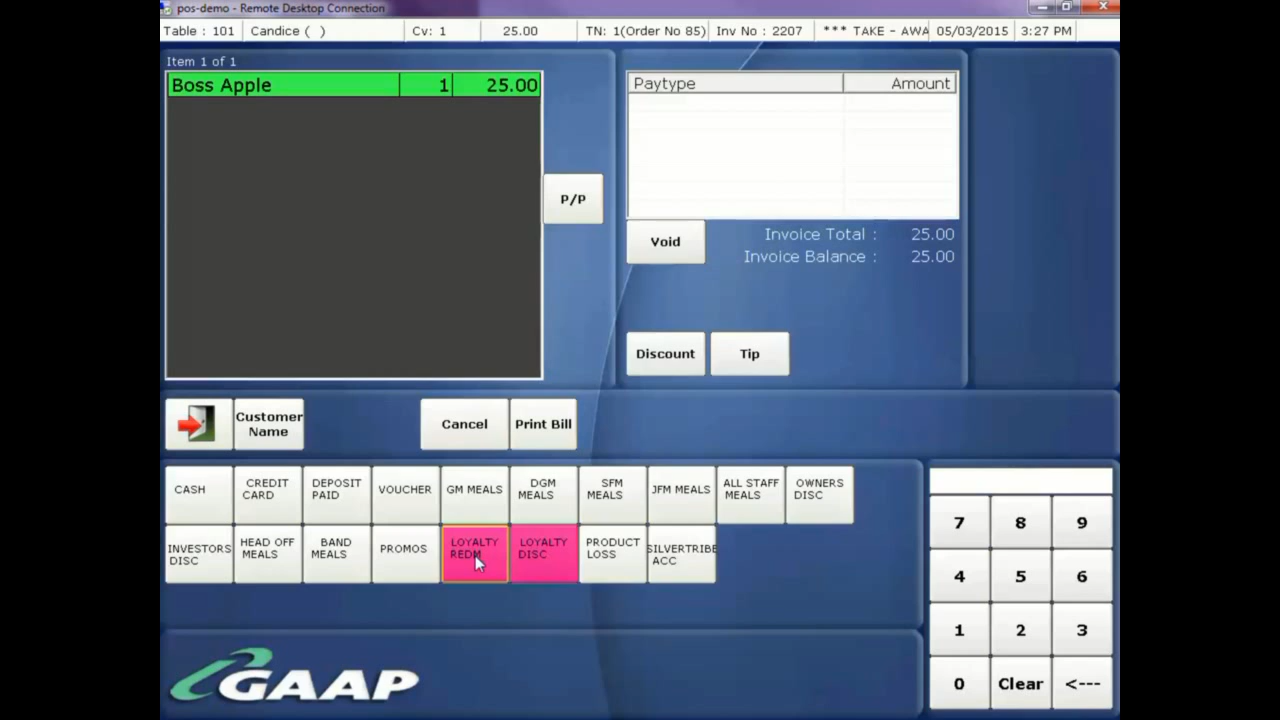 pos-demo - Remote Desktop Connection
Table : 101 Candice ( ) Cv: 1 25.00 TN: 1(Order No 85) Inv No : 2207 *** TAKE - AWA 05/03/2015 3:27 PM
Item 1 of 1
Boss Apple 1 25.00
Paytype Amount
P/P
Void
Invoice Total : 25.00
Invoice Balance : 25.00
Discount Tip
Customer
Name
Cancel Print Bill
CASH
CREDIT
CARD
DEPOSIT
PAID
VOUCHER
GM MEALS
DGM
MEALS
SFM
MEALS
JFM MEALS
ALL STAFF
MEALS
OWNERS
DISC
INVESTORS
DISC
HEAD OFF
MEALS
BAND
MEALS
PROMOS
LOYALTY
REDM
LOYALTY
DISC
PRODUCT
LOSS
SILVERTRIBE
ACC
7 8 9
4 5 6
1 2 3
0 Clear <---
GAAP